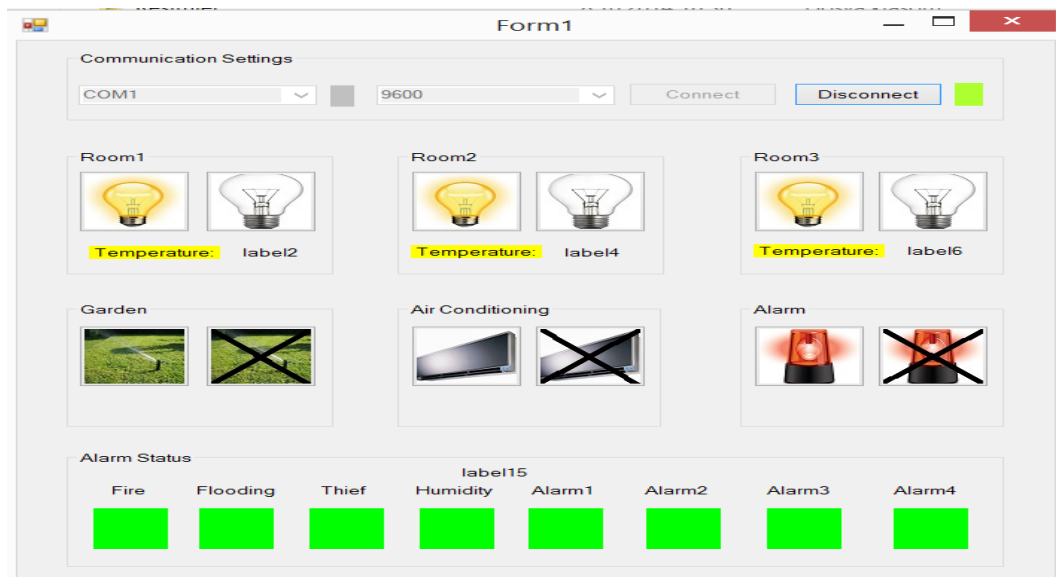 Form1
Communication Settings
COM1 9600 Connect Disconnect
Room1 Room2 Room3
Temperature: label2 Temperature: label4 Temperature: label6
Garden Air Conditioning Alarm
Alarm Status
label15
Fire Flooding Thief Humidity Alarm1 Alarm2 Alarm3 Alarm4